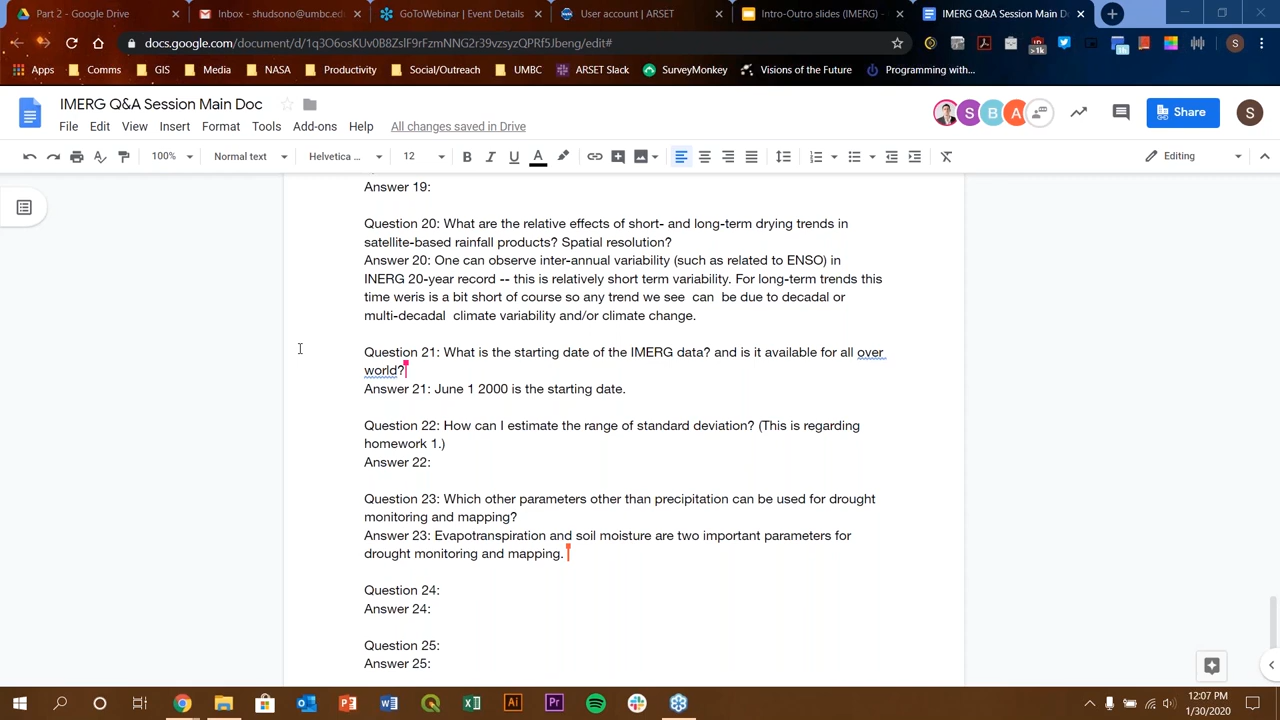 Part 2 - Google Drive
Inbox - shudsono@umbc.ed
GoToWebinar | Event Details
User account | ARSET
Intro-Outro slides (IMERG) -
IMERG Q&A Session Main D
docs.google.com/document/d/1q3O6osKUv0B8ZslF9rFzmNNG2r39vzsyzQPRf5Jbeng/edit#
>1k
1k
S
Apps
Comms
GIS
Media
NASA
Productivity
Social/Outreach
UMBC
ARSET Slack
SurveyMonkey
Visions of the Future
Programming with...
IMERG Q&A Session Main Doc
S
B
A
Share
S
File
Edit
View
Insert
Format
Tools
Add-ons
Help
All changes saved in Drive
100%
Normal text
Helvetica ...
12
B
I
U
A
Editing
Answer 19:
Question 20: What are the relative effects of short- and long-term drying trends in
satellite-based rainfall products? Spatial resolution?
Answer 20: One can observe inter-annual variability (such as related to ENSO) in
INERG 20-year record -- this is relatively short term variability. For long-term trends this
time weris is a bit short of course so any trend we see  can  be due to decadal or
multi-decadal  climate variability and/or climate change.
Question 21: What is the starting date of the IMERG data? and is it available for all over
world?
Answer 21: June 1 2000 is the starting date.
Question 22: How can I estimate the range of standard deviation? (This is regarding
homework 1.)
Answer 22:
Question 23: Which other parameters other than precipitation can be used for drought
monitoring and mapping?
Answer 23: Evapotranspiration and soil moisture are two important parameters for
drought monitoring and mapping.
Question 24:
Answer 24:
Question 25:
Answer 25:
12:07 PM
1/30/2020